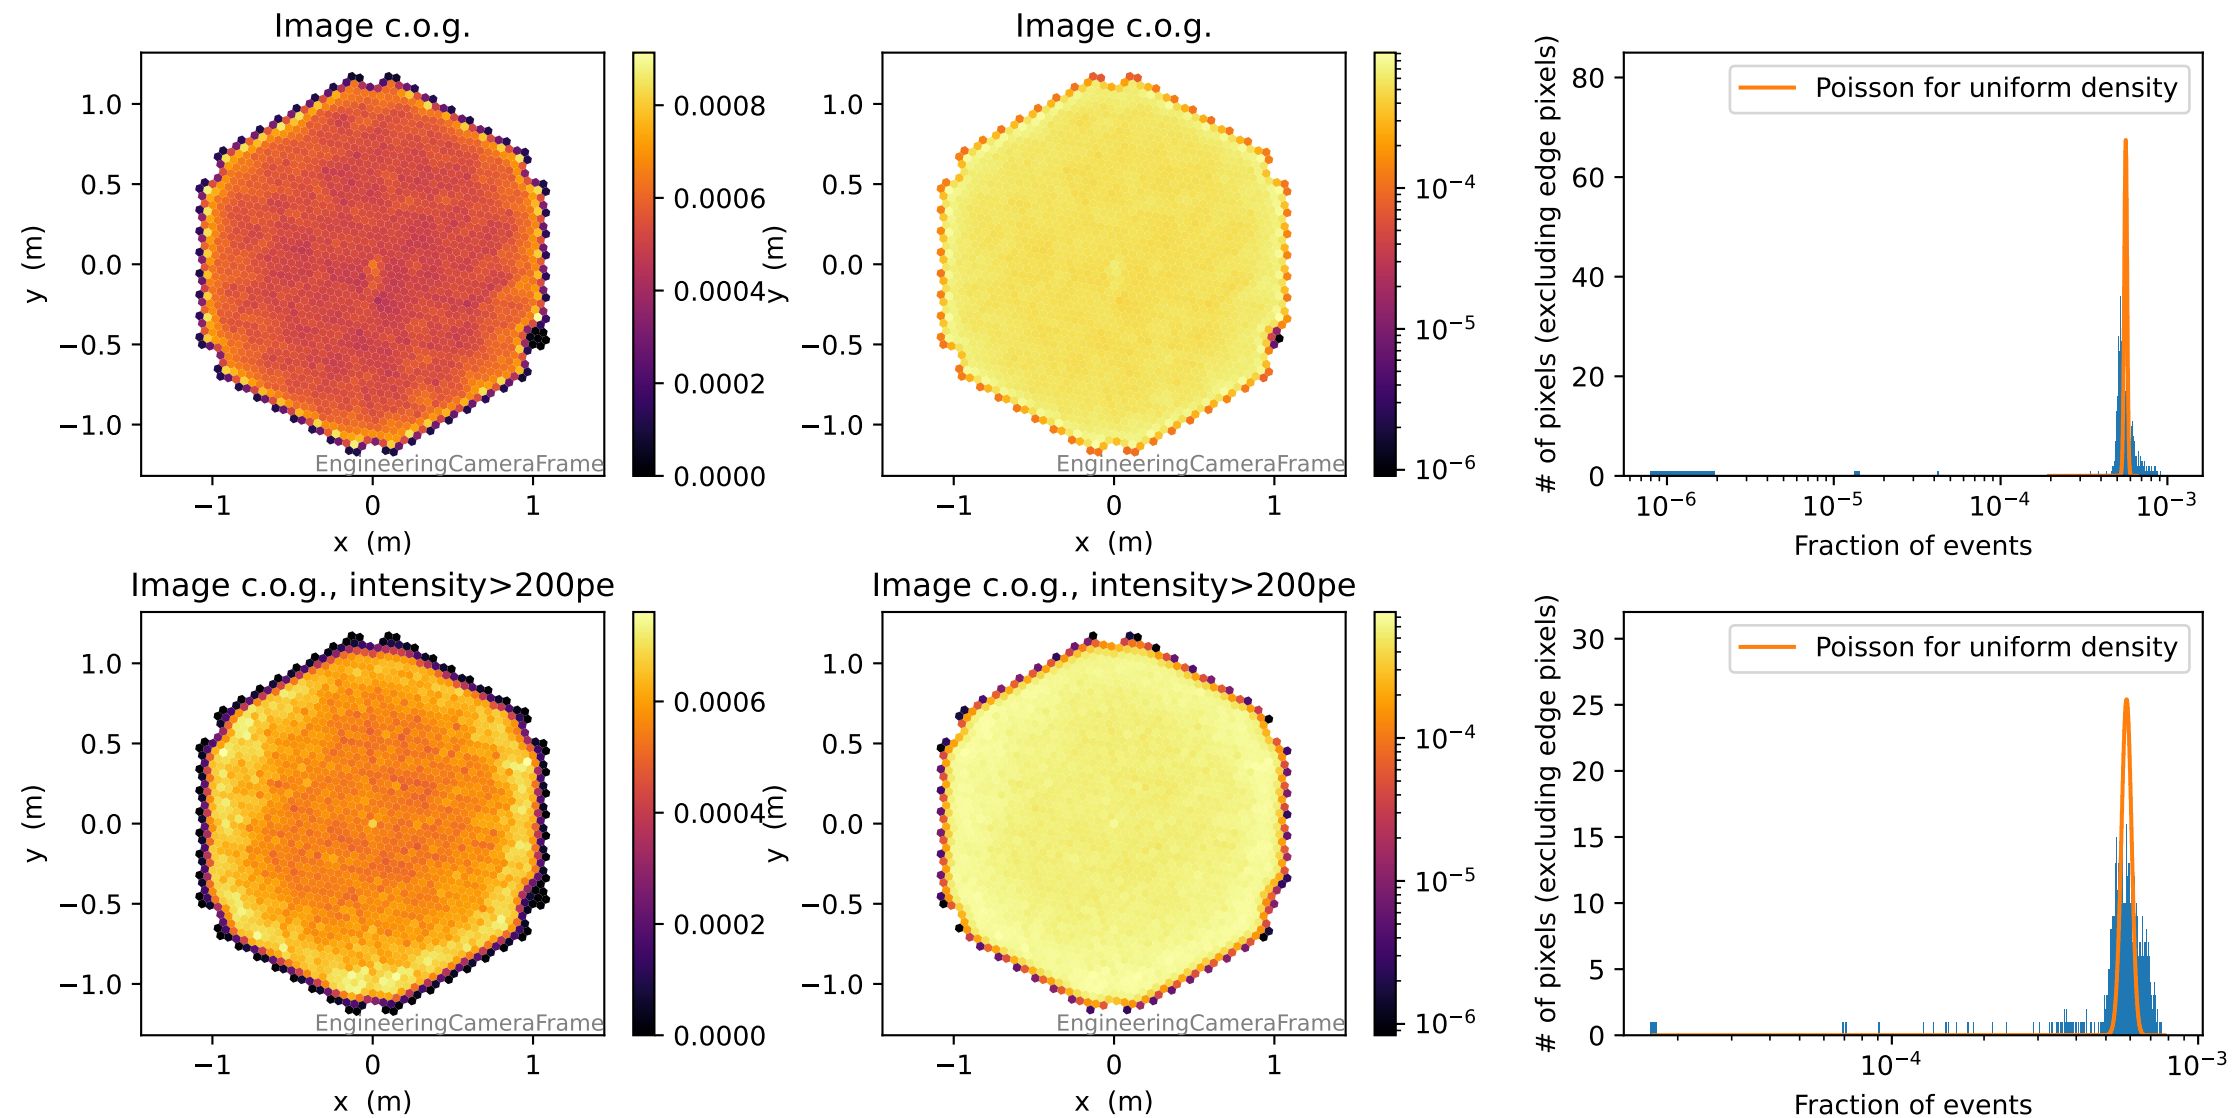 Image c.o.g.
1.0
0.5
0.0
−0.5
−1.0
y (m)
−1
0
1
x (m)
EngineeringCameraFrame
0.0008
0.0006
0.0004
0.0002
0.0000
Image c.o.g.
1.0
0.5
0.0
−0.5
−1.0
y (m)
−1
0
1
x (m)
EngineeringCameraFrame
10−4
10−5
10−6
# of pixels (excluding edge pixels)
80
60
40
20
0
Poisson for uniform density
10−6
10−5
10−4
10−3
Fraction of events
Image c.o.g., intensity>200pe
1.0
0.5
0.0
−0.5
−1.0
y (m)
−1
0
1
x (m)
EngineeringCameraFrame
0.0006
0.0004
0.0002
0.0000
Image c.o.g., intensity>200pe
1.0
0.5
0.0
−0.5
−1.0
y (m)
−1
0
1
x (m)
EngineeringCameraFrame
10−4
10−5
10−6
# of pixels (excluding edge pixels)
30
25
20
15
10
5
0
Poisson for uniform density
10−4
10−3
Fraction of events